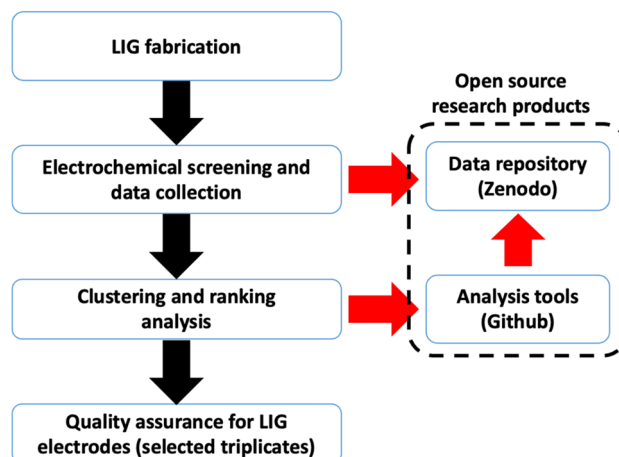 LIG fabrication
Open source
research products
Electrochemical screening and
data collection
Data repository
(Zenodo)
Clustering and ranking
analysis
Analysis tools
(Github)
Quality assurance for LIG
electrodes (selected triplicates)